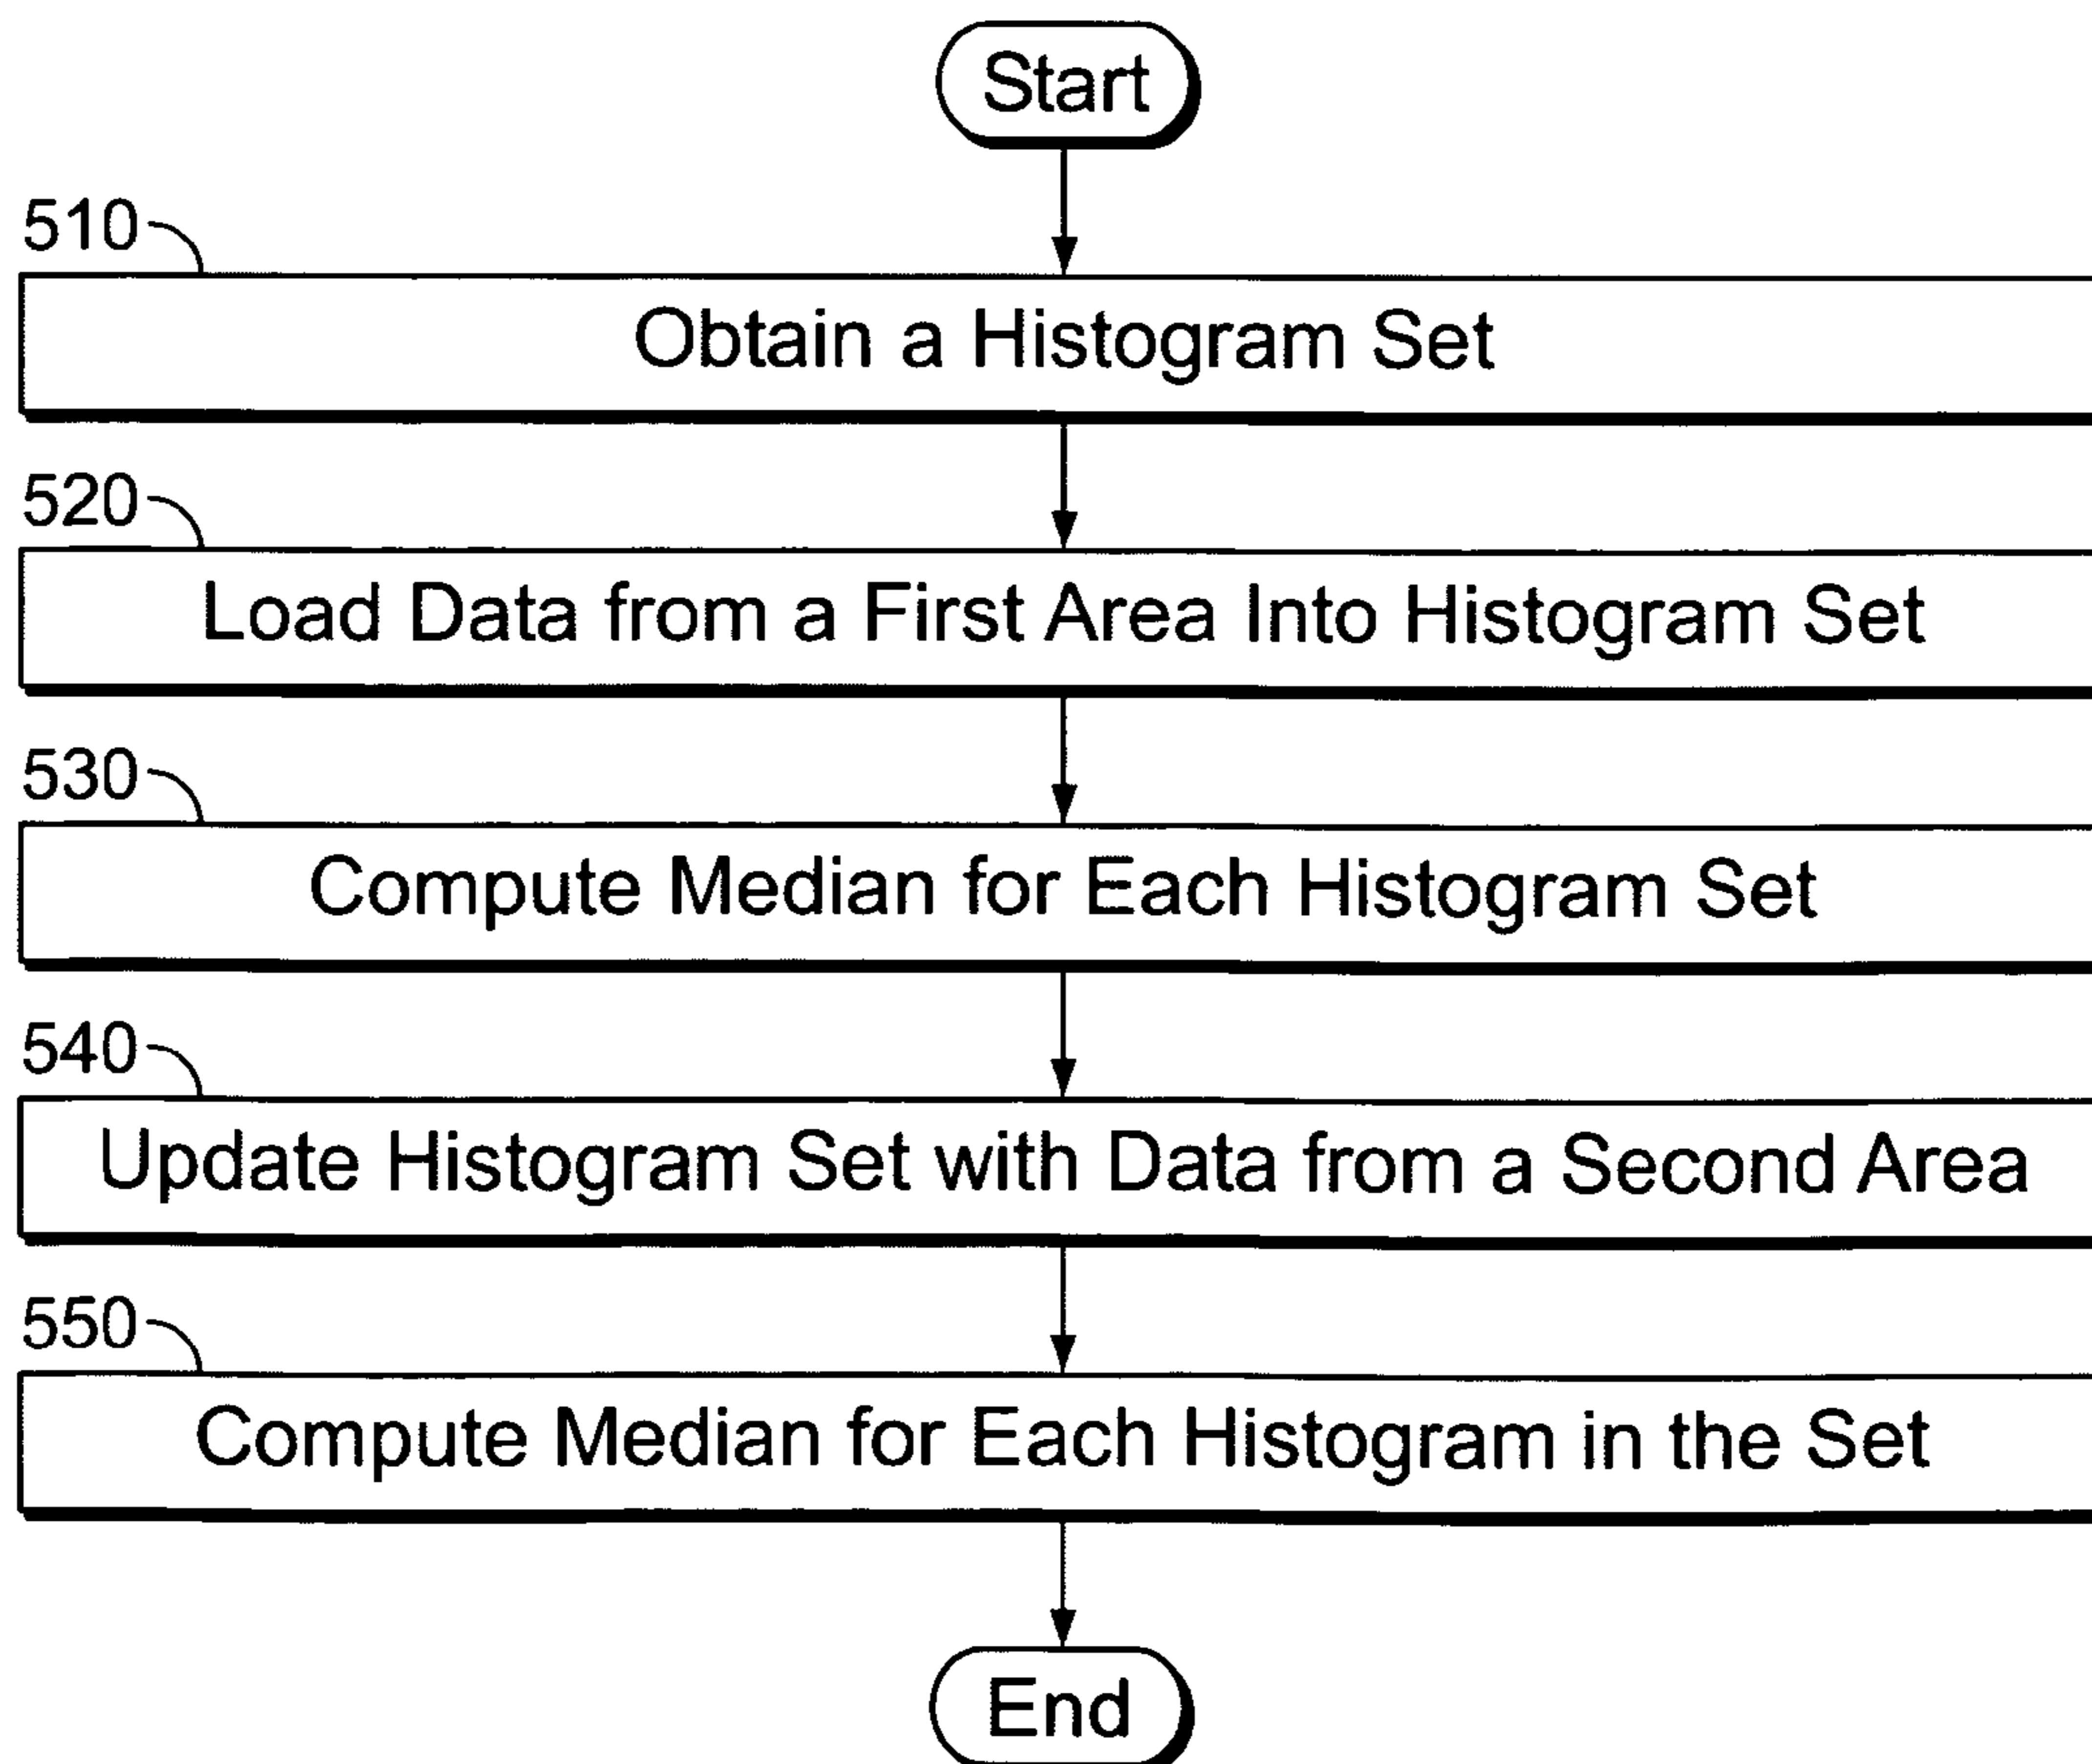 Start
510
Obtain a Histogram Set
520
Load Data from a First Area Into Histogram Set
530
Compute Median for Each Histogram Set
540
Update Histogram Set with Data from a Second Area
550
Compute Median for Each Histogram in the Set
End